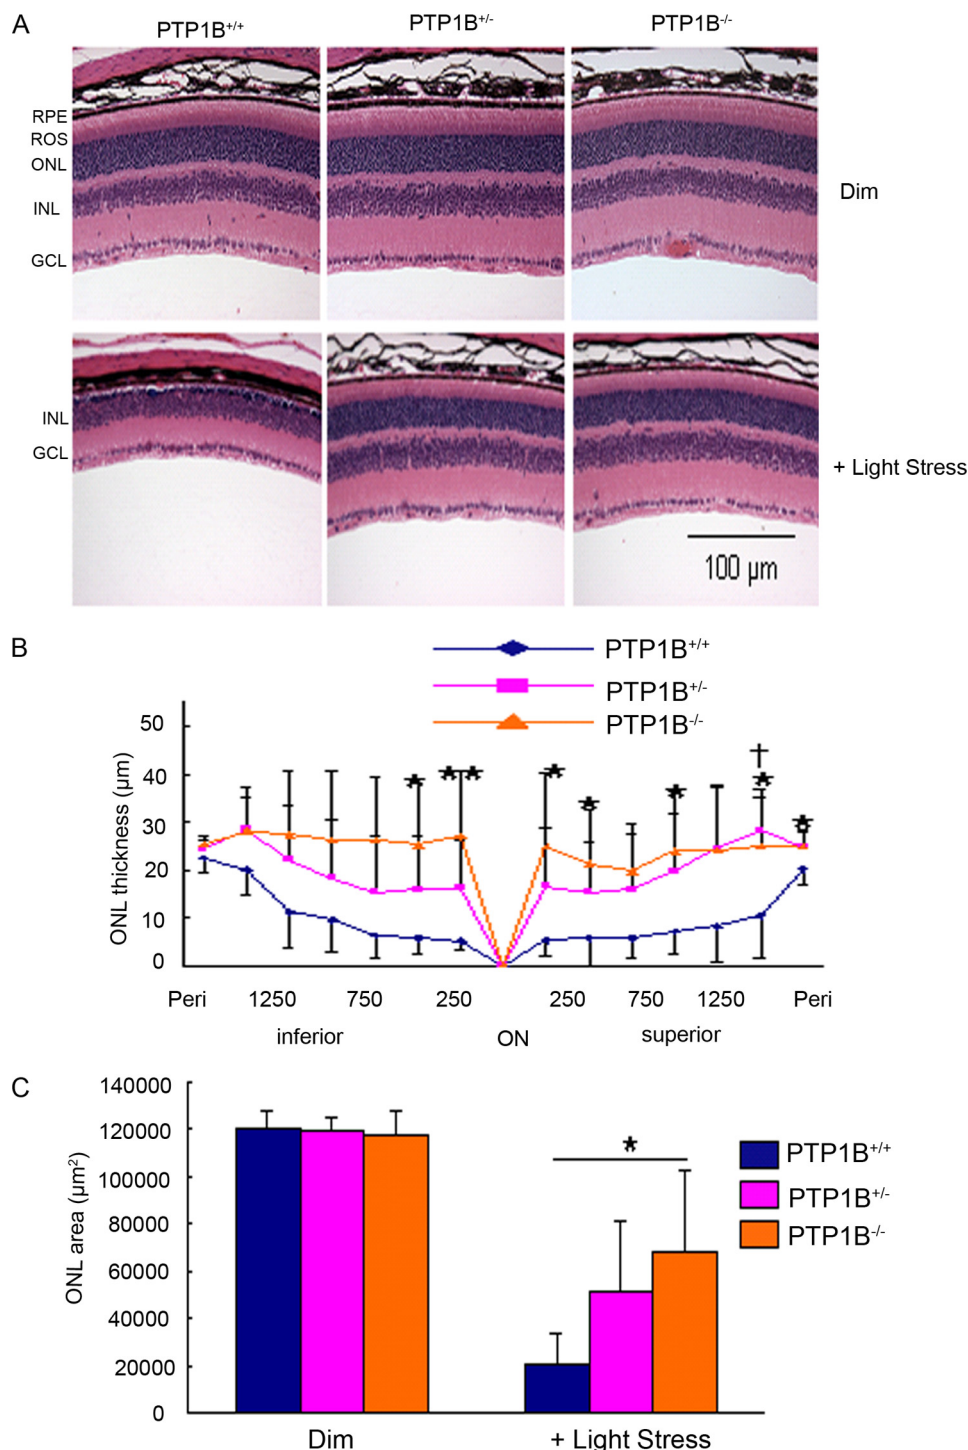 A
PTP1B+/+ PTP1B+/- PTP1B-/-
RPE
ROS
ONL
INL
GCL
Dim
INL
GCL
+ Light Stress
100 µm
B
PTP1B+/+
PTP1B+/-
PTP1B-/-
ONL thickness (µm)
50
40
30
20
10
0
†
Peri 1250 750 250 250 750 1250 Peri
inferior ON superior
C
ONL area (µm²)
140000
120000
100000
80000
60000
40000
20000
0
*
PTP1B+/+
PTP1B+/-
PTP1B-/-
Dim + Light Stress